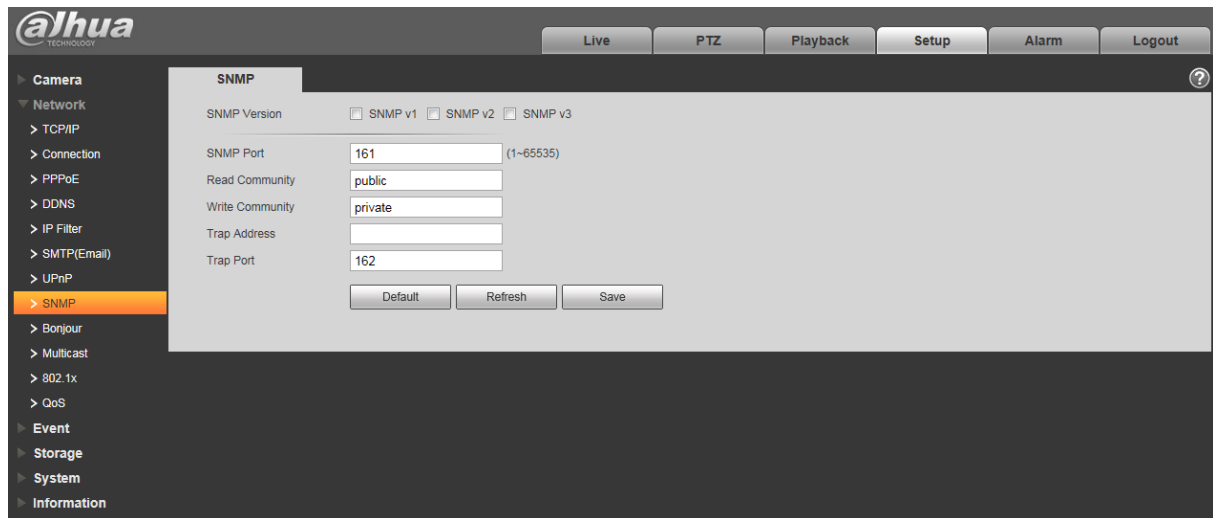 alhua
TECHNOLOGY
Live PTZ Playback Setup Alarm Logout
Camera
Network
> TCP/IP
> Connection
> PPPoE
> DDNS
> IP Filter
> SMTP(Email)
> UPnP
> SNMP
> Bonjour
> Multicast
> 802.1x
> QoS
Event
Storage
System
Information
SNMP ?
SNMP Version SNMP v1 SNMP v2 SNMP v3
SNMP Port 161 (1~65535)
Read Community public
Write Community private
Trap Address
Trap Port 162
Default Refresh Save